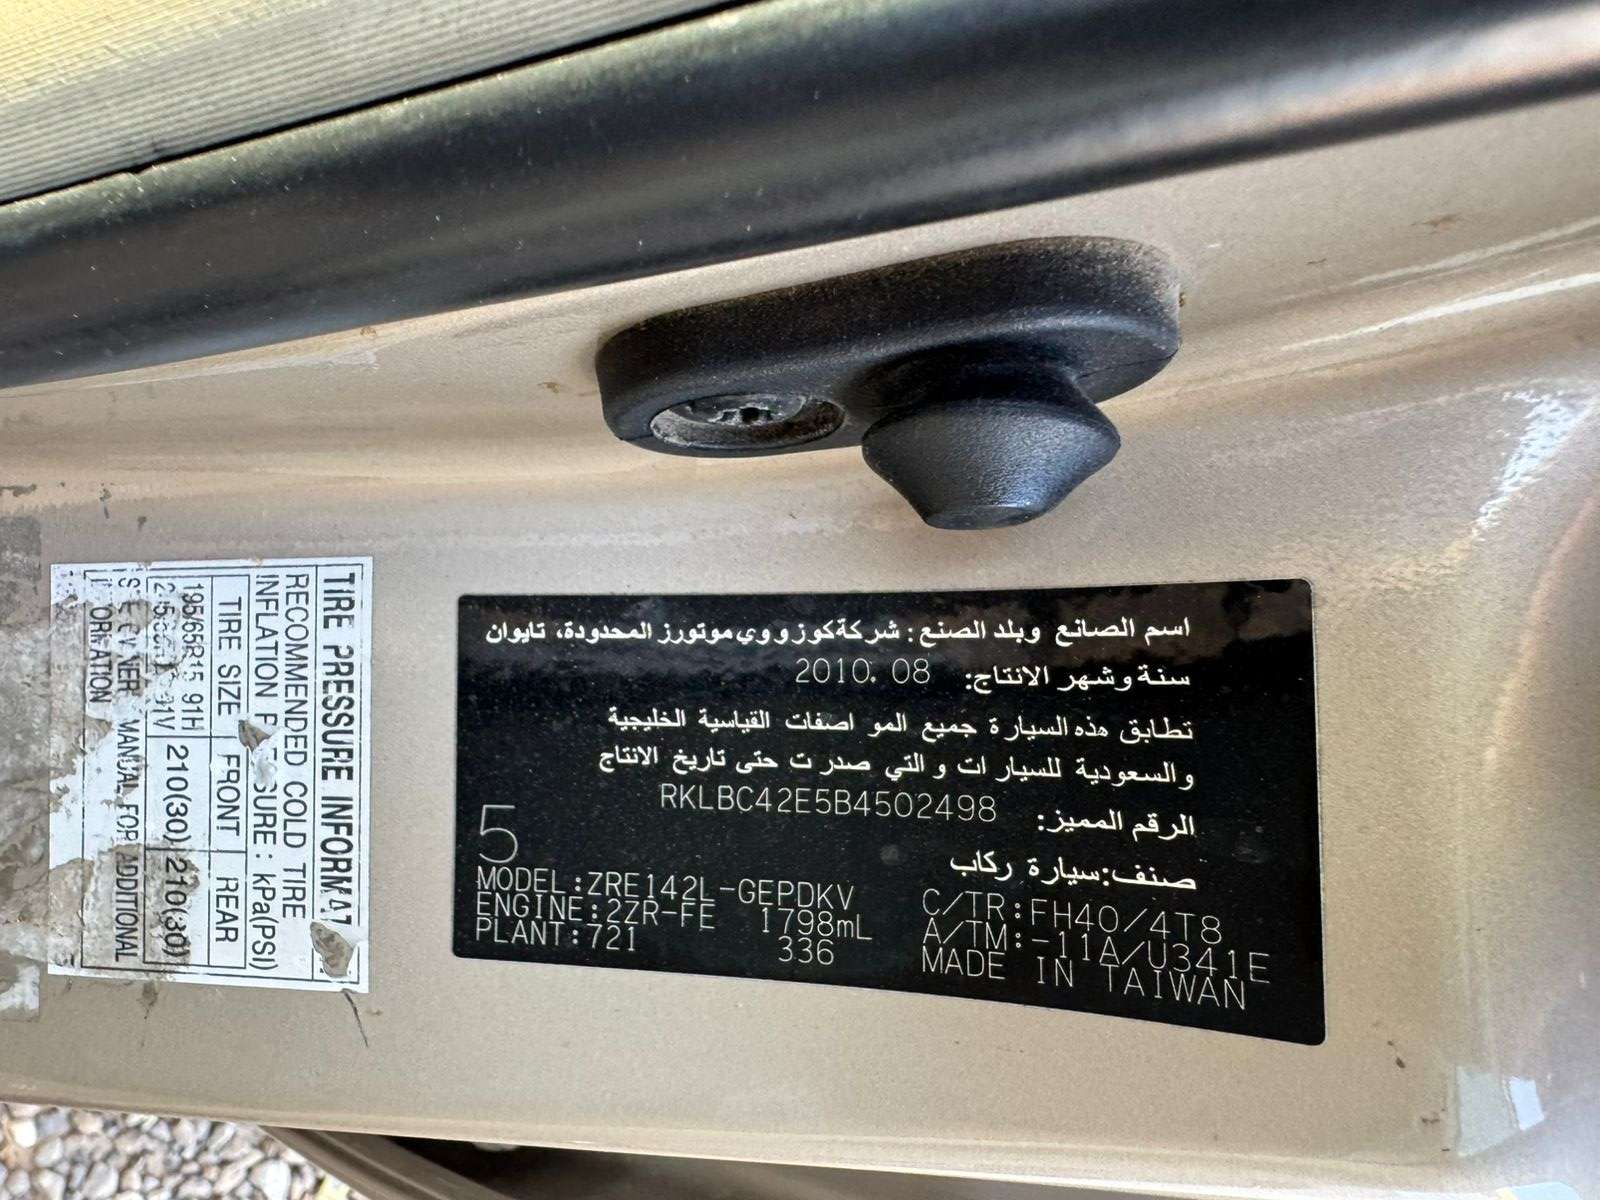 اسم الصانع وبلد الصنع: شركة كوزووي موتورز المحدودة، تايوان
سنة وشهر الانتاج: 2010. 08
تطابق هذه السيارة جميع المواصفات القياسية الخليجية
والسعودية للسيارات والتي صدرت حتى تاريخ الانتاج
الرقم المميز: RKLBC42E5B4502498
صنف: سيارة ركاب
5
MODEL:ZRE142L-GEPDKV C/TR:FH40/4T8
ENGINE:2ZR-FE 1798mL A/TM:-11A/U341E
PLANT:721 336 MADE IN TAIWAN
TIRE PRESSURE
RECOMMENDED COLD TIRE
INFLATION PRESSURE: kPa(PSI)
TIRE SIZE FRONT REAR
195/65R15 91H 210(30) 210(30)
MANUAL FOR ADDITIONAL